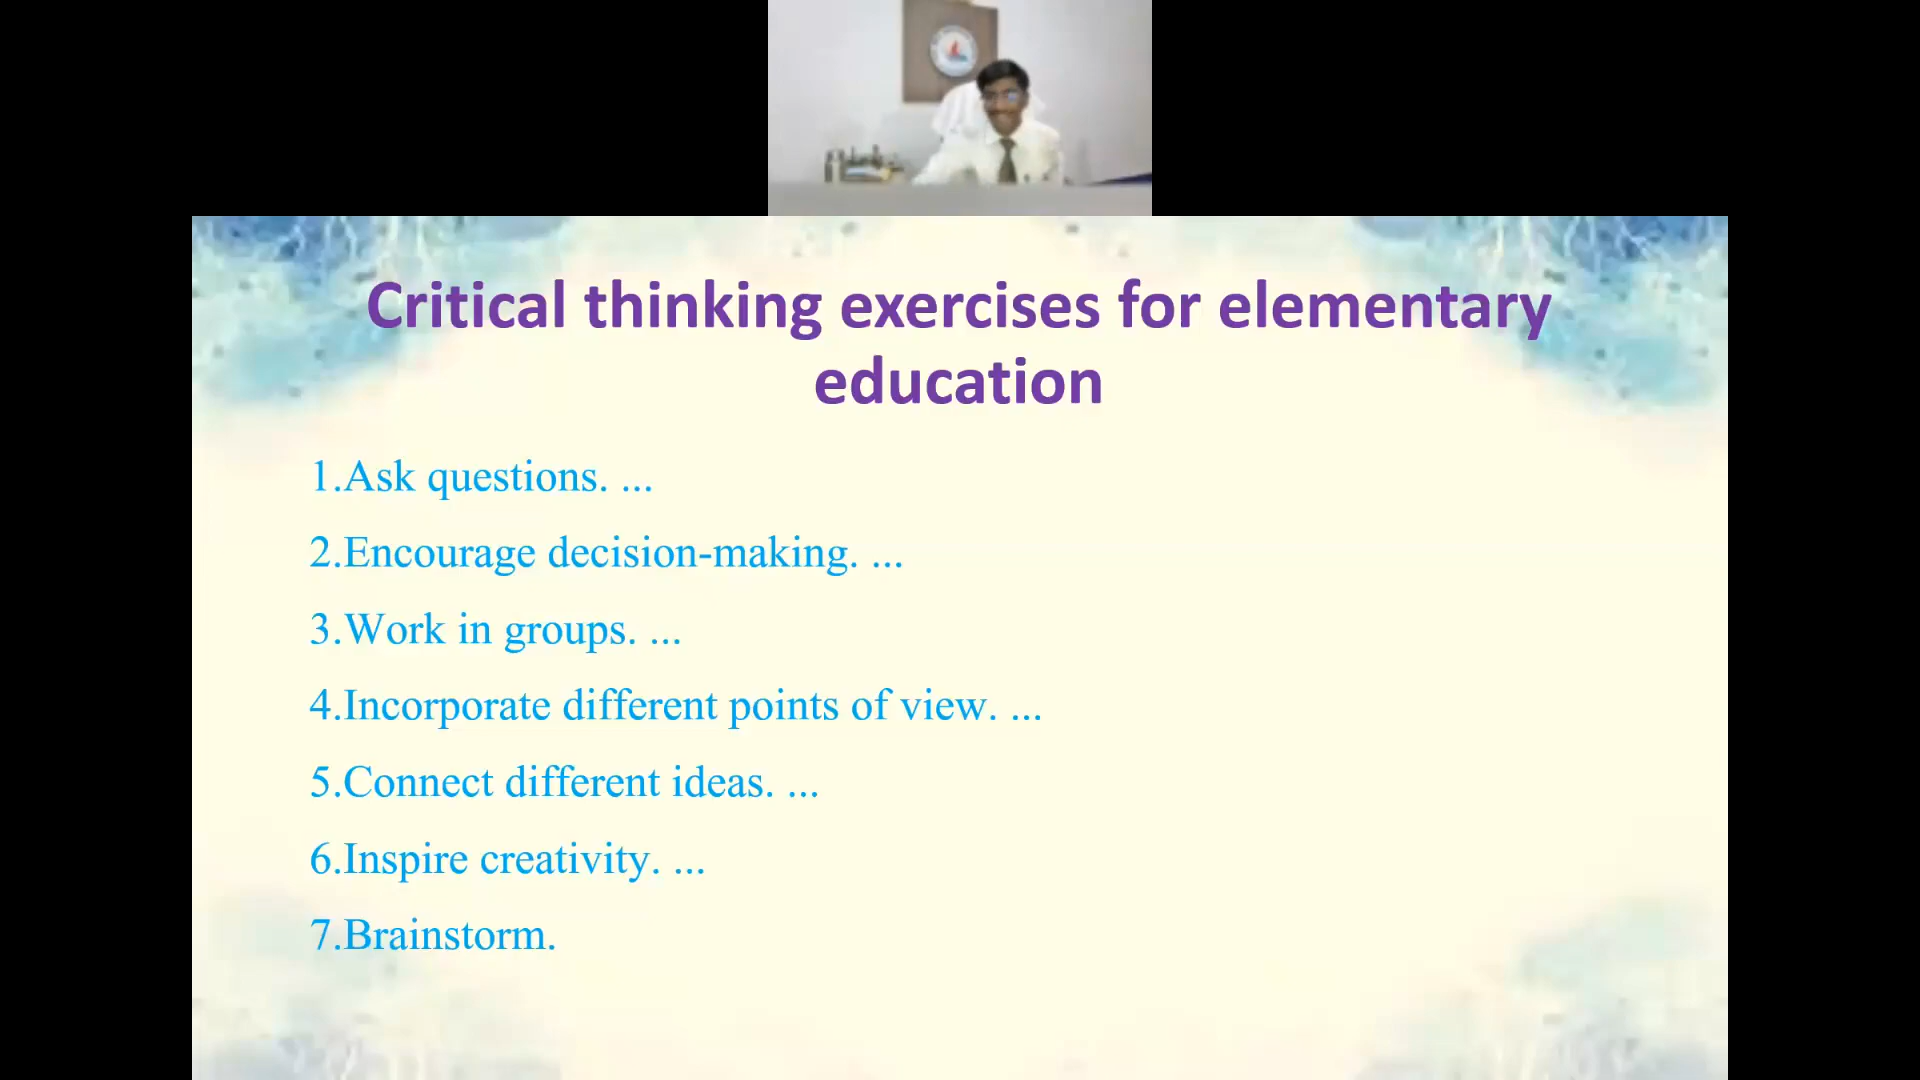 Critical thinking exercises for elementary
education
1.Ask questions. ...
2.Encourage decision-making. ...
3.Work in groups. ...
4.Incorporate different points of view. ...
5.Connect different ideas. ...
6.Inspire creativity. ...
7.Brainstorm.